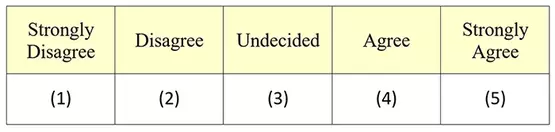 Strongly Disagree Disagree Undecided Agree Strongly Agree
(1) (2) (3) (4) (5)